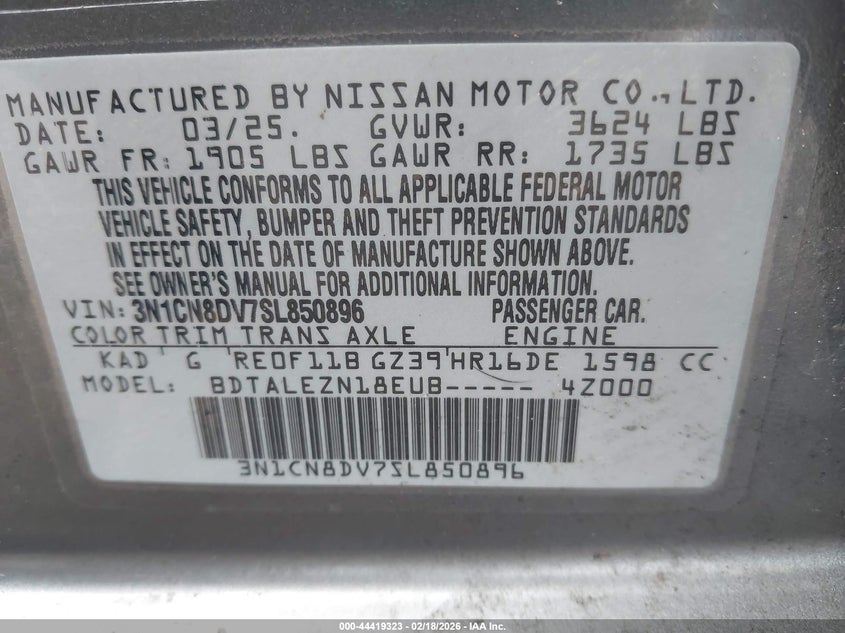 MANUFACTURED BY NISSAN MOTOR CO., LTD.
DATE: 03/25. GVWR: 3624 LBS
GAWR FR: 1905 LBS GAWR RR: 1735 LBS
THIS VEHICLE CONFORMS TO ALL APPLICABLE FEDERAL MOTOR
VEHICLE SAFETY, BUMPER AND THEFT PREVENTION STANDARDS
IN EFFECT ON THE DATE OF MANUFACTURE SHOWN ABOVE.
SEE OWNER'S MANUAL FOR ADDITIONAL INFORMATION.
VIN: 3N1CN8DV7SL850896 PASSENGER CAR.
COLOR TRIM TRANS AXLE ENGINE
KAD G RE0F11B GZ39 HR16DE 1598 CC
MODEL: BDTALEZN18EUB----- 4Z000
3N1CN8DV7SL850896
000-44419323 - 02/18/2026 - IAA Inc.